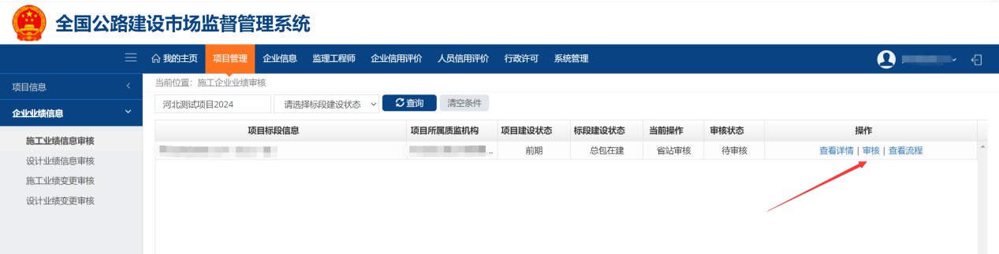 全国公路建设市场监督管理系统
我的主页 项目管理 企业信息 监理工程师 企业信用评价 人员信用评价 行政许可 系统管理
项目信息
企业业绩信息
施工业绩信息审核
设计业绩信息审核
施工业绩变更审核
设计业绩变更审核
当前位置：施工企业业绩审核
河北测试项目2024 请选择标段建设状态 查询 清空条件
项目标段信息 项目所属质监机构 项目建设状态 标段建设状态 当前操作 审核状态 操作
.. 前期 总包在建 省站审核 待审核 查看详情 | 审核 | 查看流程